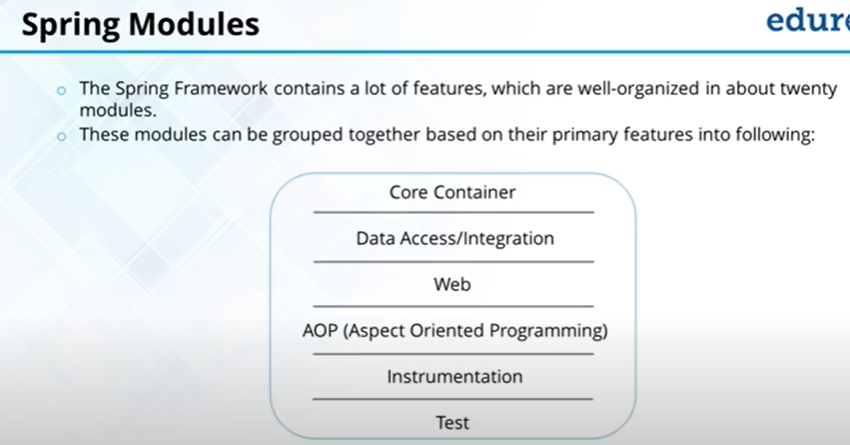 Spring Modules
The Spring Framework contains a lot of features, which are well-organized in about twenty
modules.
These modules can be grouped together based on their primary features into following:
Core Container
Data Access/Integration
Web
AOP (Aspect Oriented Programming)
Instrumentation
Test